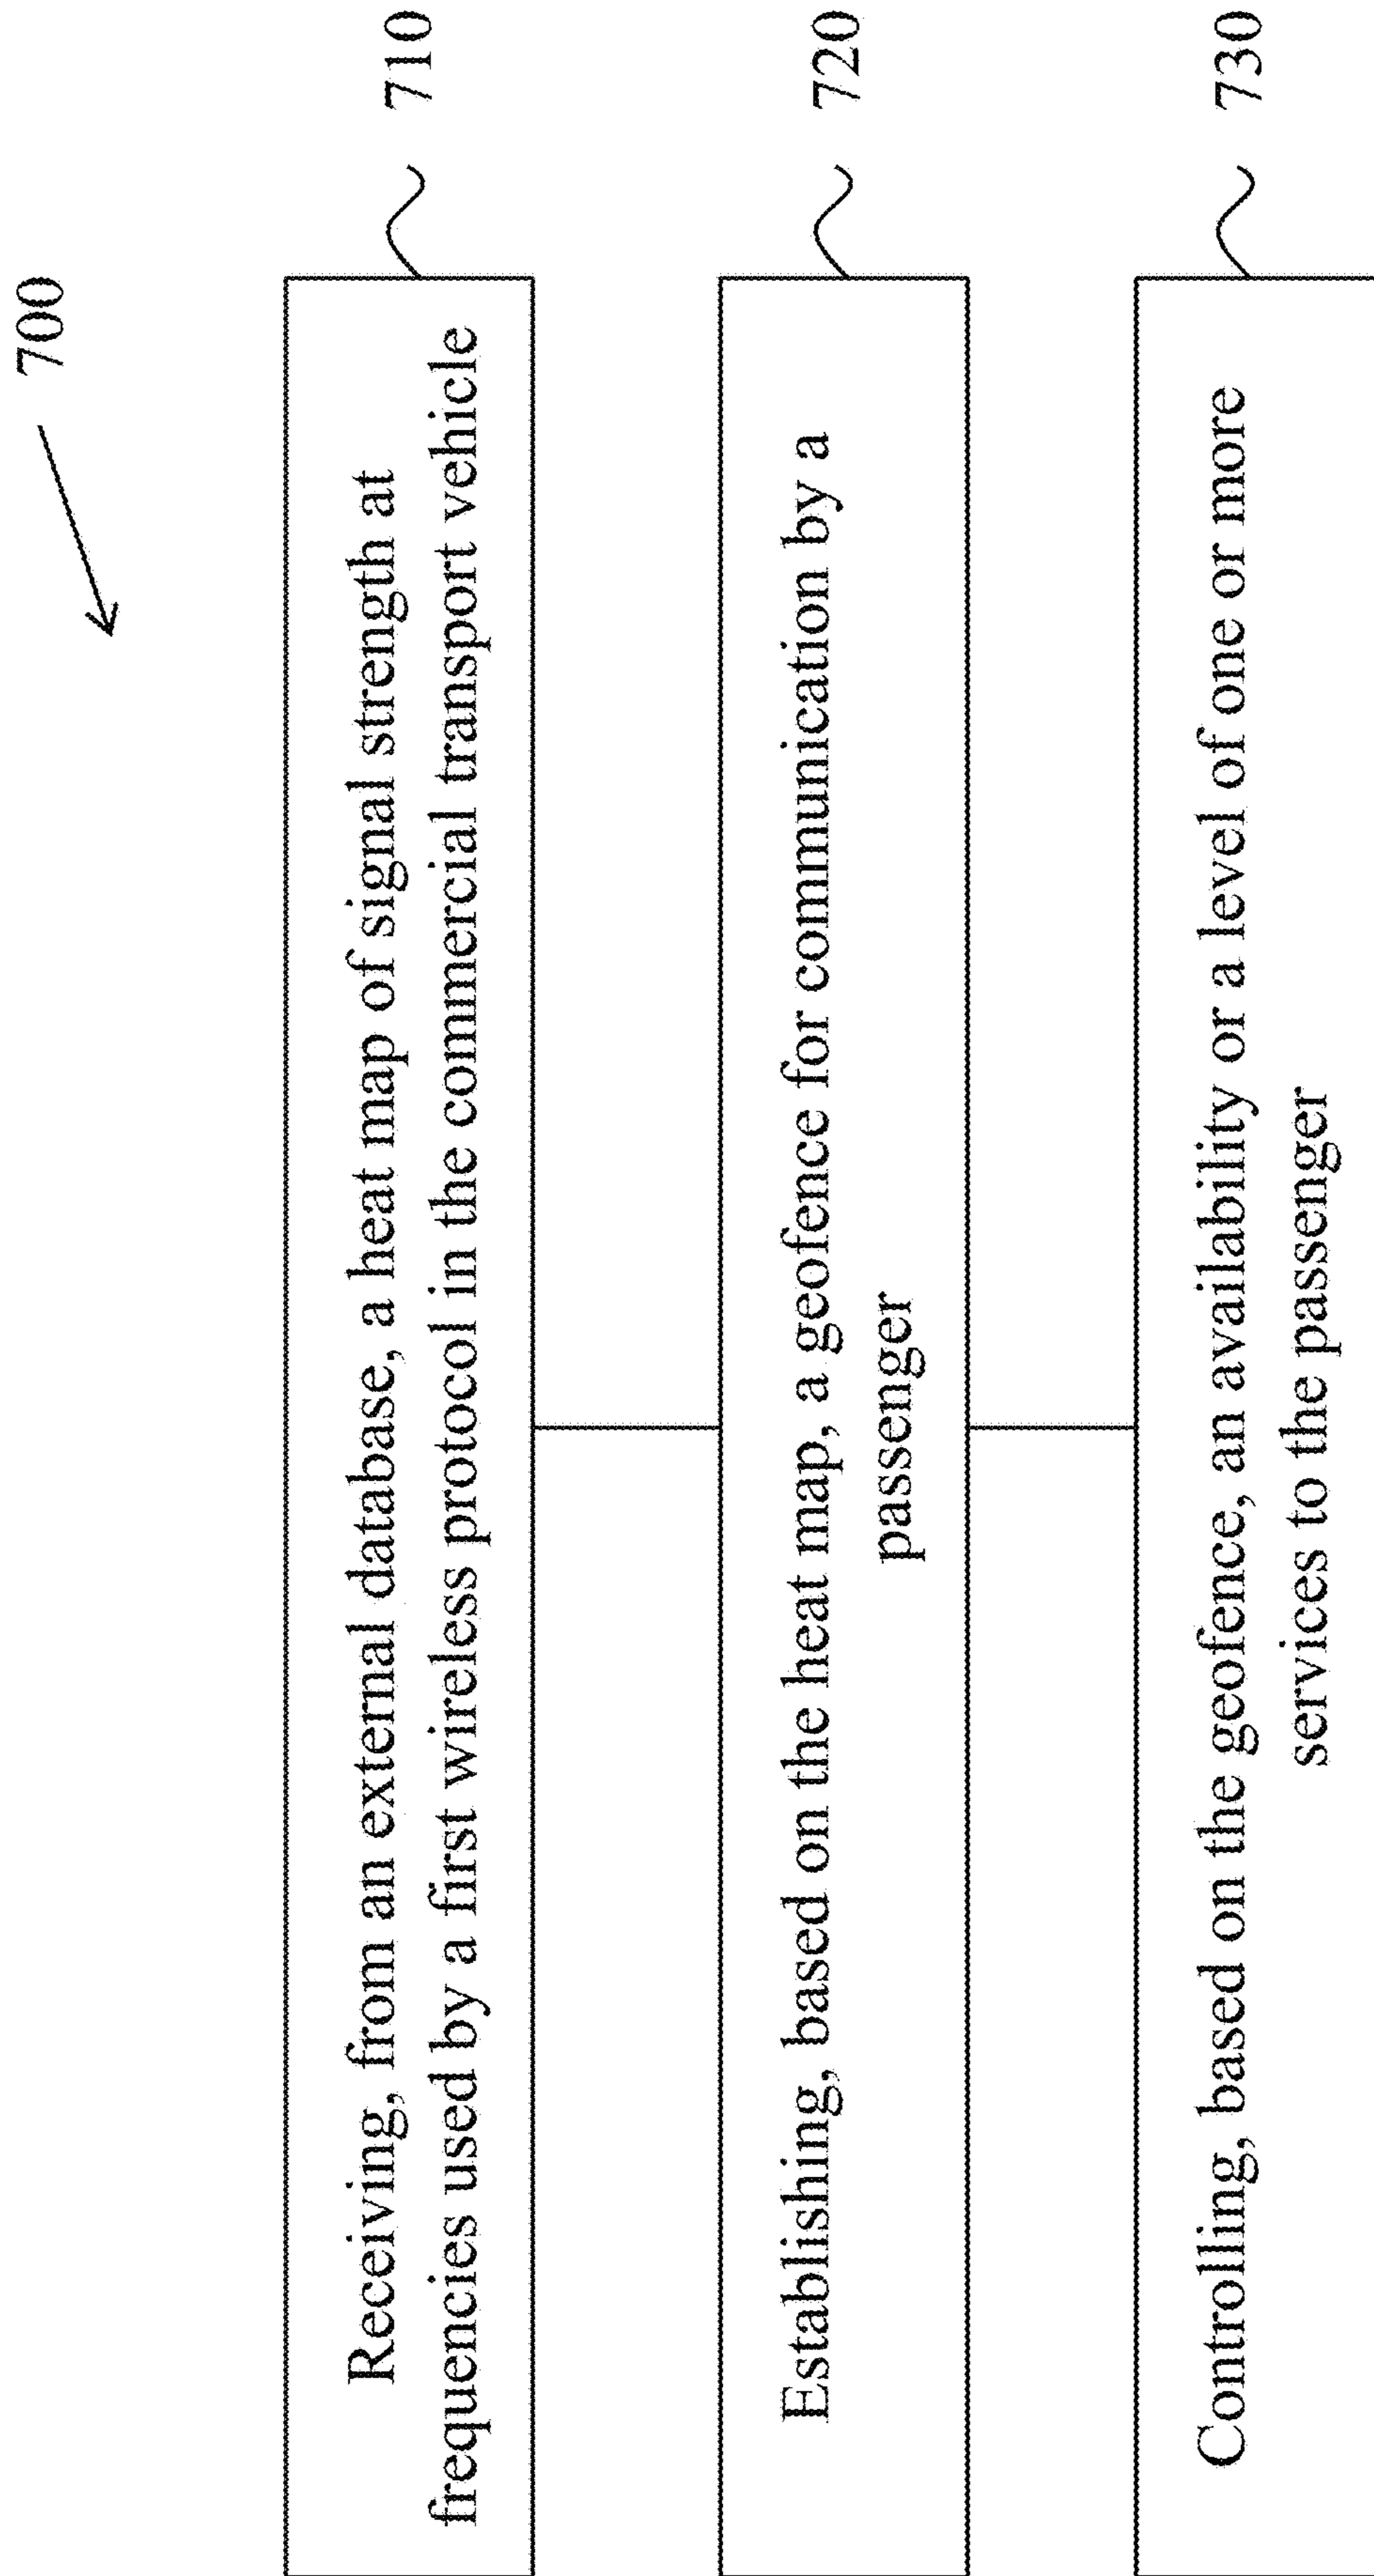 700
Receiving, from an external database, a heat map of signal strength at
frequencies used by a first wireless protocol in the commercial transport vehicle
710
Establishing, based on the heat map, a geofence for communication by a
passenger
720
Controlling, based on the geofence, an availability or a level of one or more
services to the passenger
730